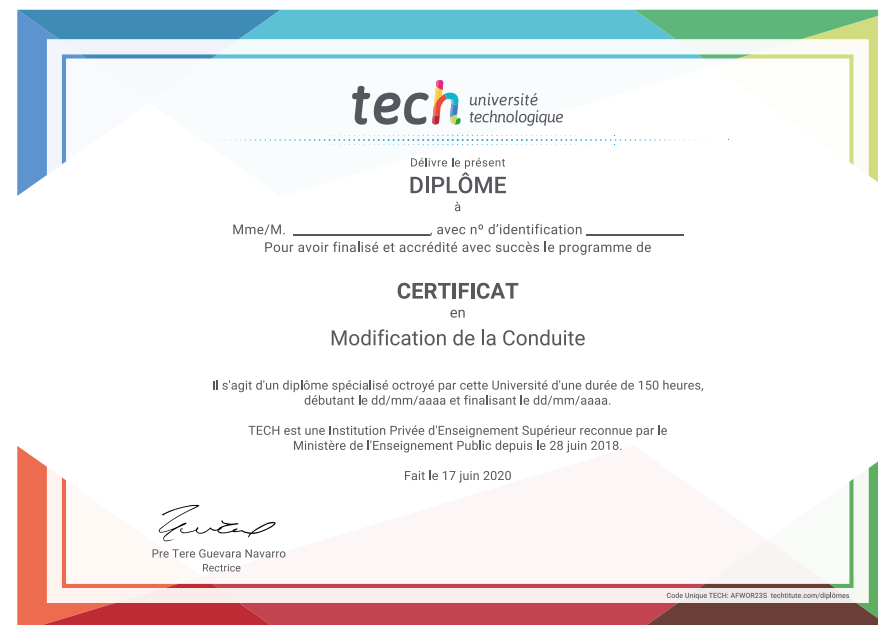 tech université
technologique
Délivre le présent
DIPLÔME
à
Mme/M. ____________________, avec nº d'identification ______________
Pour avoir finalisé et accrédité avec succès le programme de
CERTIFICAT
en
Modification de la Conduite
Il s'agit d'un diplôme spécialisé octroyé par cette Université d'une durée de 150 heures,
débutant le dd/mm/aaaa et finalisant le dd/mm/aaaa.
TECH est une Institution Privée d'Enseignement Supérieur reconnue par le
Ministère de l'Enseignement Public depuis le 28 juin 2018.
Fait le 17 juin 2020
Pre Tere Guevara Navarro
Rectrice
Code Unique TECH: AFWOR23S techtitute.com/diplômes